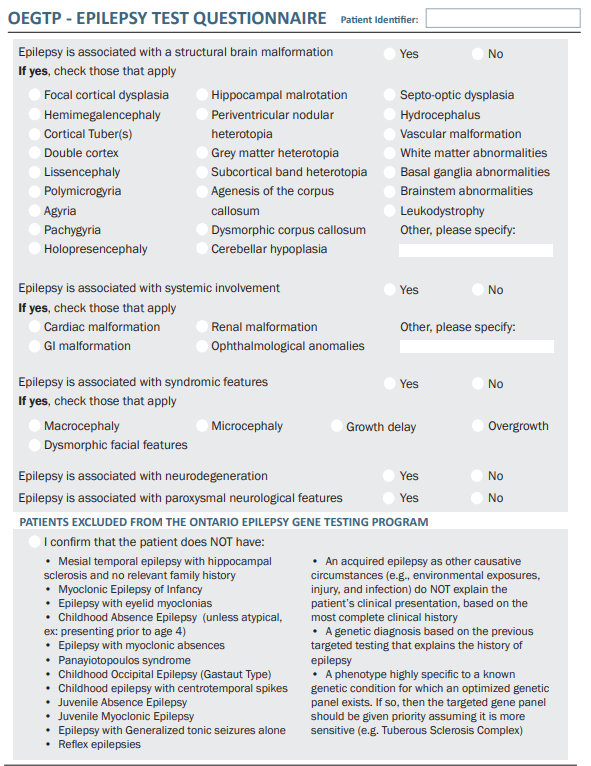 OEGTP - EPILEPSY TEST QUESTIONNAIRE Patient Identifier:
Epilepsy is associated with a structural brain malformation Yes No
If yes, check those that apply
Focal cortical dysplasia Hippocampal malrotation Septo-optic dysplasia
Hemimegalencephaly Periventricular nodular Hydrocephalus
Cortical Tuber(s) heterotopia Vascular malformation
Double cortex Grey matter heterotopia White matter abnormalities
Lissencephaly Subcortical band heterotopia Basal ganglia abnormalities
Polymicrogyria Agenesis of the corpus Brainstem abnormalities
Agyria callosum Leukodystrophy
Pachygyria Dysmorphic corpus callosum Other, please specify:
Holopresencephaly Cerebellar hypoplasia
Epilepsy is associated with systemic involvement Yes No
If yes, check those that apply
Cardiac malformation Renal malformation Other, please specify:
GI malformation Ophthalmological anomalies
Epilepsy is associated with syndromic features Yes No
If yes, check those that apply
Macrocephaly Microcephaly Growth delay Overgrowth
Dysmorphic facial features
Epilepsy is associated with neurodegeneration Yes No
Epilepsy is associated with paroxysmal neurological features Yes No
PATIENTS EXCLUDED FROM THE ONTARIO EPILEPSY GENE TESTING PROGRAM
I confirm that the patient does NOT have:
• Mesial temporal epilepsy with hippocampal
sclerosis and no relevant family history
• Myoclonic Epilepsy of Infancy
• Epilepsy with eyelid myoclonias
• Childhood Absence Epilepsy (unless atypical,
ex: presenting prior to age 4)
• Epilepsy with myoclonic absences
• Panayiotopoulos syndrome
• Childhood Occipital Epilepsy (Gastaut Type)
• Childhood epilepsy with centrotemporal spikes
• Juvenile Absence Epilepsy
• Juvenile Myoclonic Epilepsy
• Epilepsy with Generalized tonic seizures alone
• Reflex epilepsies
• An acquired epilepsy as other causative
circumstances (e.g., environmental exposures,
injury, and infection) do NOT explain the
patient's clinical presentation, based on the
most complete clinical history
• A genetic diagnosis based on the previous
targeted testing that explains the history of
epilepsy
• A phenotype highly specific to a known
genetic condition for which an optimized genetic
panel exists. If so, then the targeted gene panel
should be given priority assuming it is more
sensitive (e.g. Tuberous Sclerosis Complex)